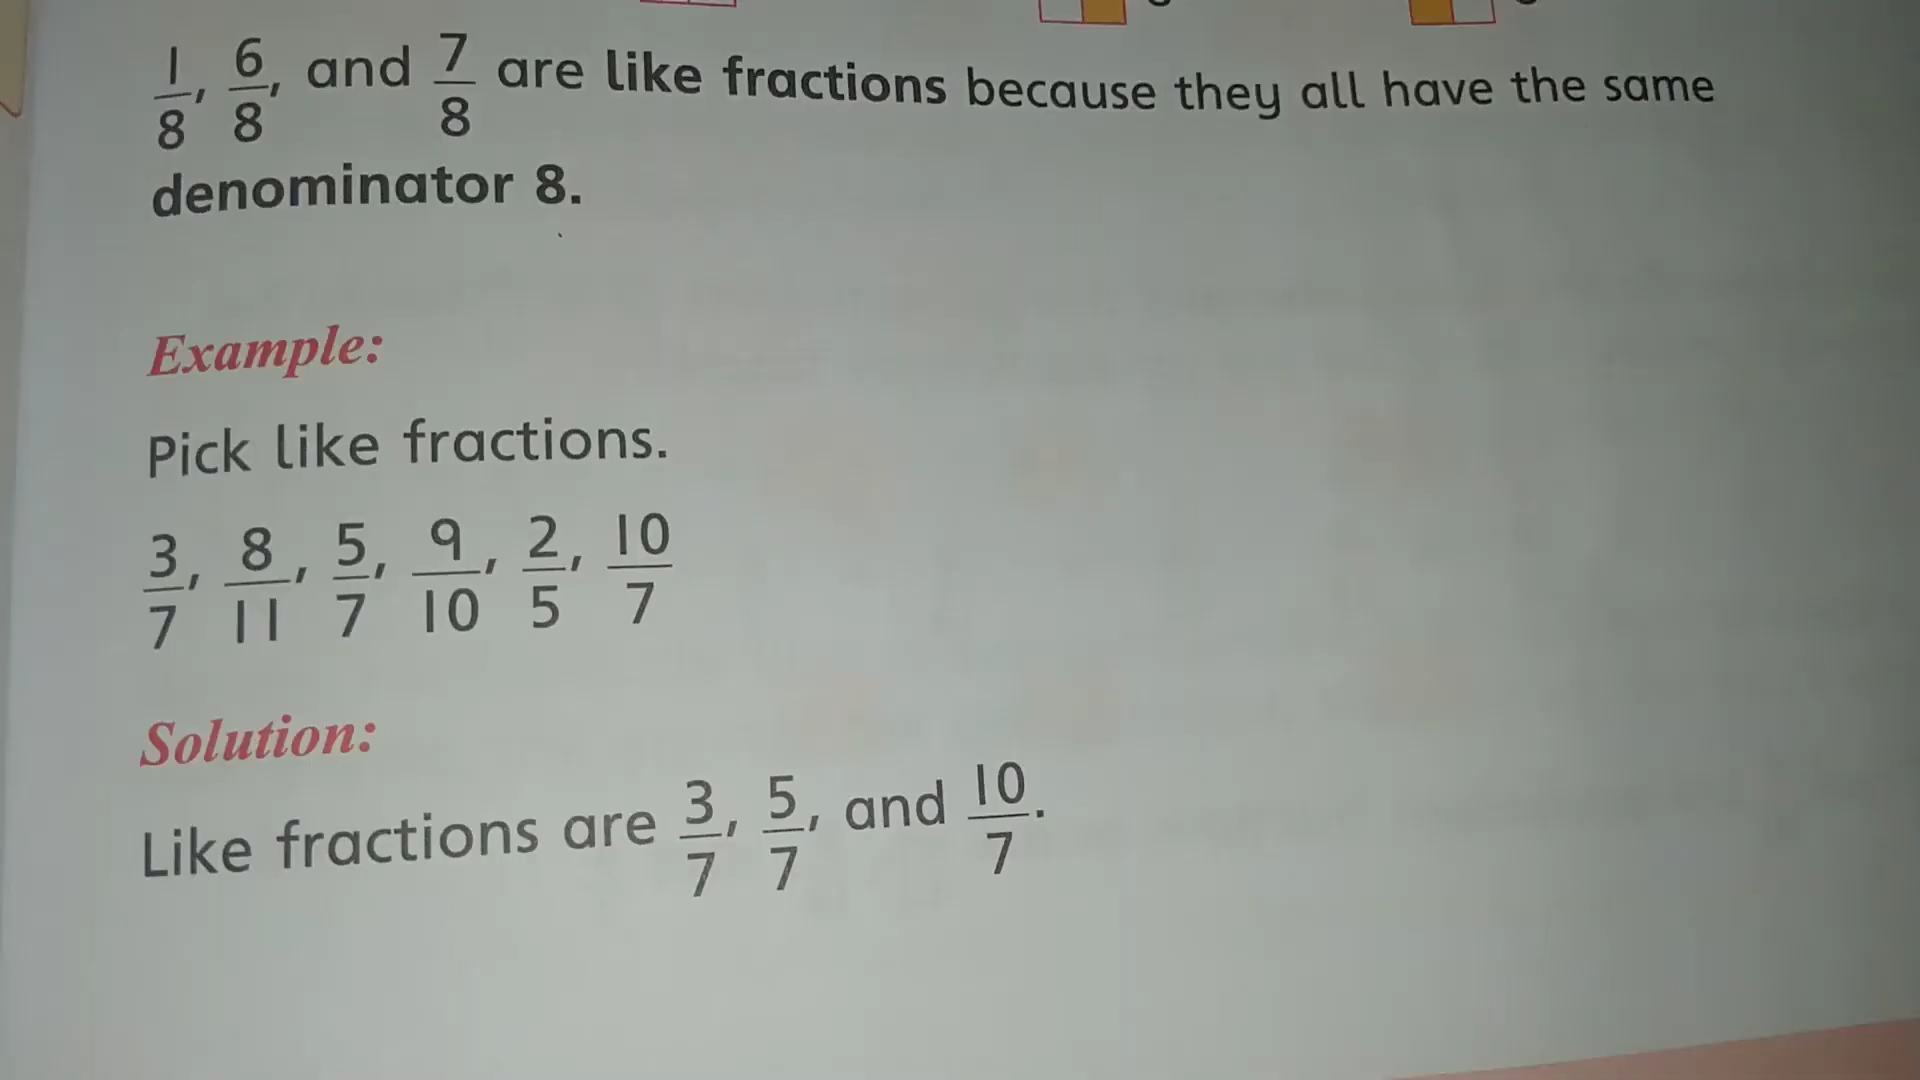 1/8, 6/8, and 7/8 are like fractions because they all have the same
denominator 8.
Example:
Pick like fractions.
3/7, 8/11, 5/7, 9/10, 2/5, 10/7
Solution:
Like fractions are 3/7, 5/7, and 10/7.